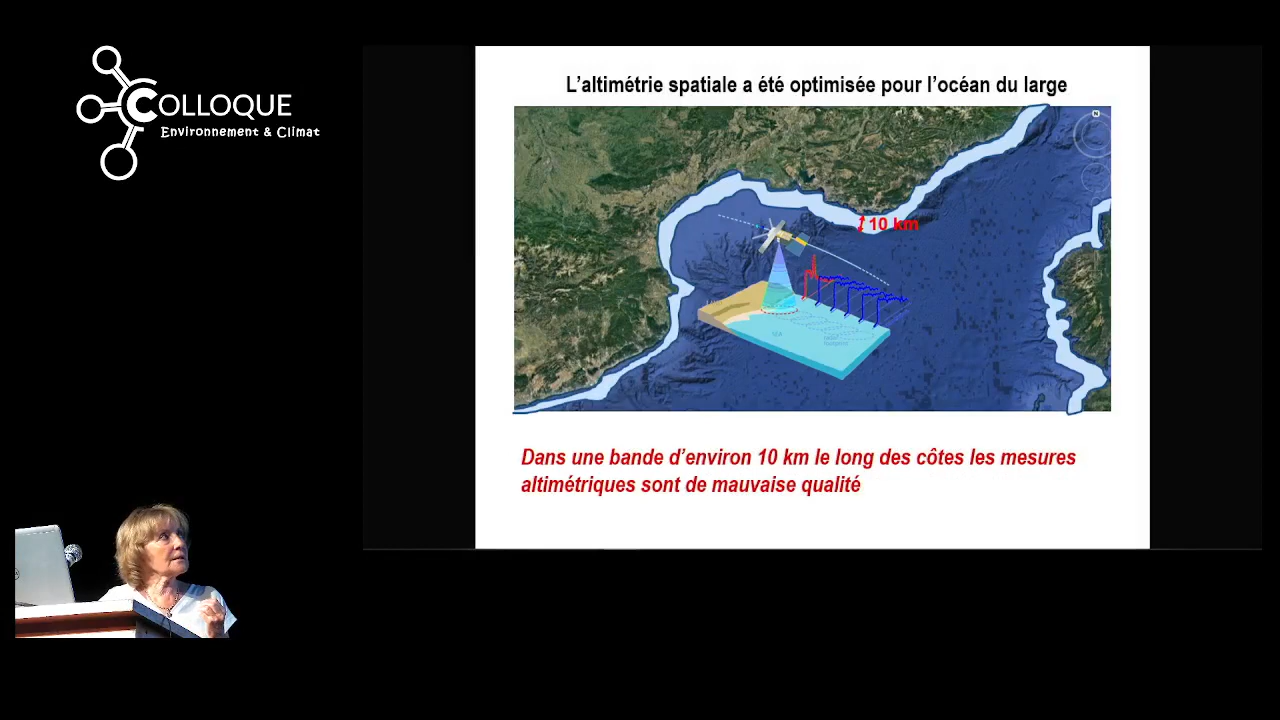 COLLOQUE
Environnement & Climat
L’altimétrie spatiale a été optimisée pour l’océan du large
N
10 km
SEA
Dans une bande d’environ 10 km le long des côtes les mesures
altimétriques sont de mauvaise qualité